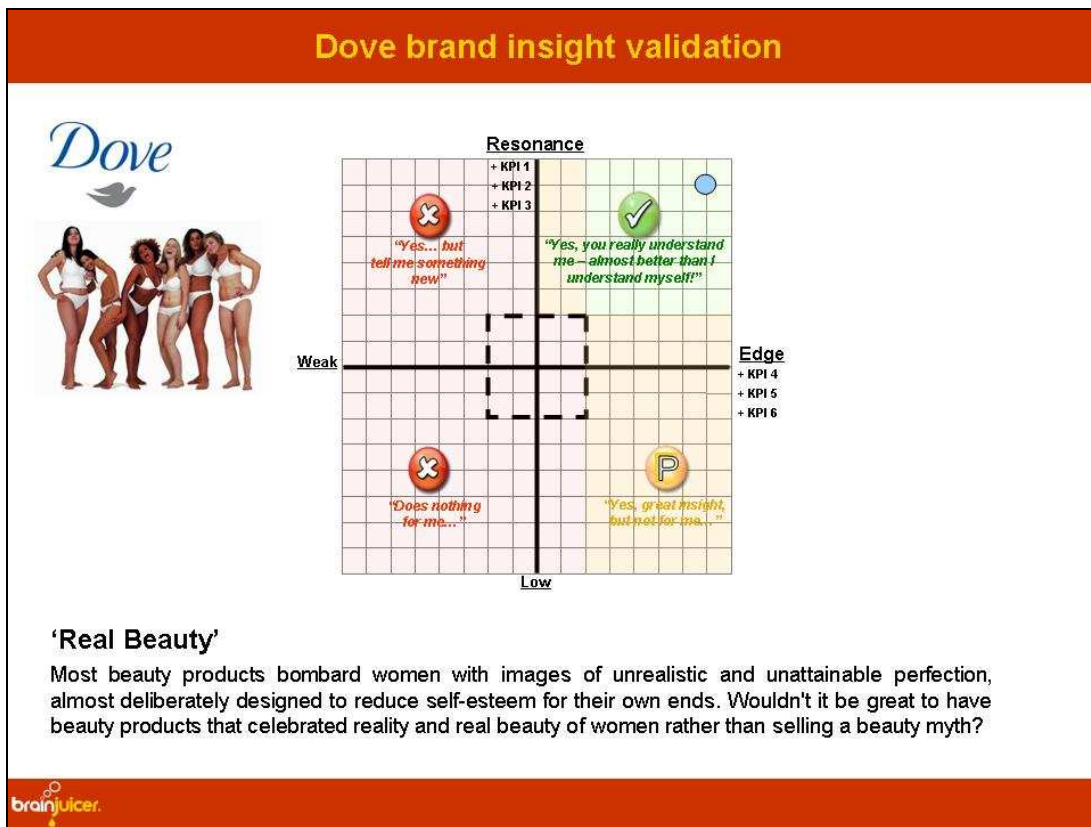 Dove brand insight validation
Dove
Resonance
+ KPI 1
+ KPI 2
+ KPI 3
"Yes... but
tell me something
new"
"Yes, you really understand
me – almost better than I
understand myself!"
Weak
Edge
+ KPI 4
+ KPI 5
+ KPI 6
P
"Does nothing
for me..."
"Yes, great insight,
but not for me..."
Low
'Real Beauty'
Most beauty products bombard women with images of unrealistic and unattainable perfection,
almost deliberately designed to reduce self-esteem for their own ends. Wouldn't it be great to have
beauty products that celebrated reality and real beauty of women rather than selling a beauty myth?
brainjuicer.